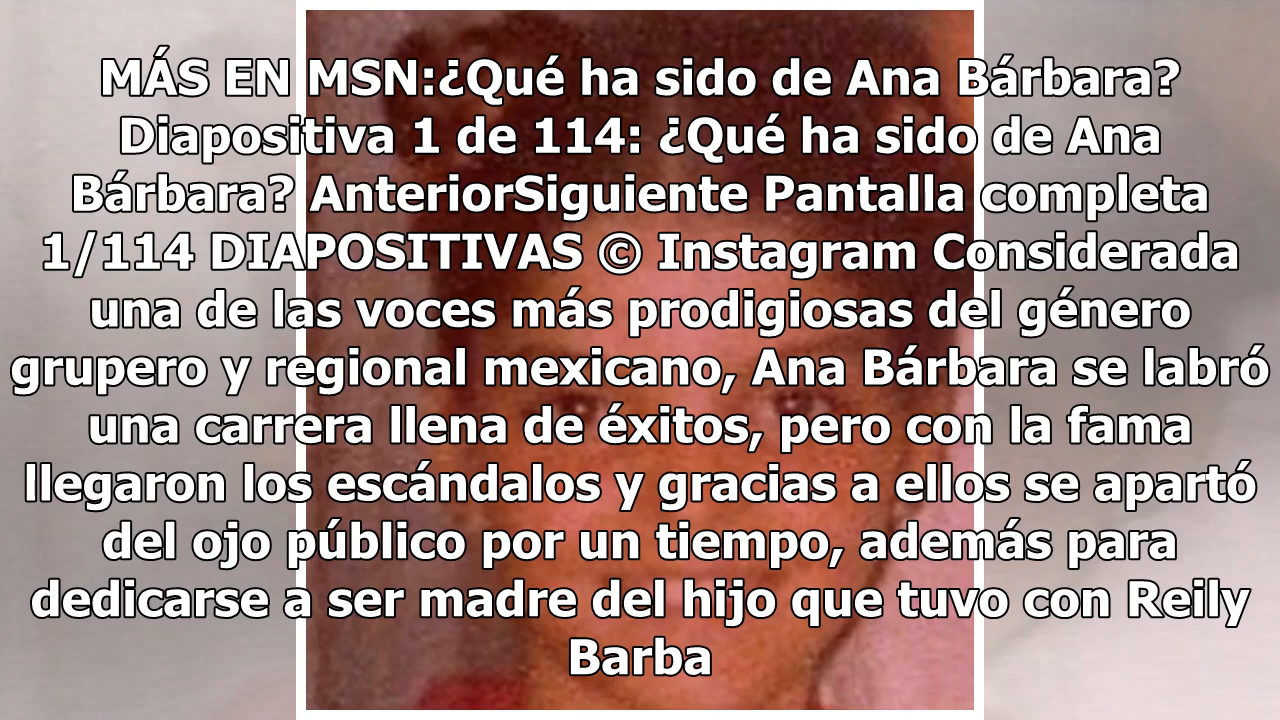 MÁS EN MSN:¿Qué ha sido de Ana Bárbara?
Diapositiva 1 de 114: ¿Qué ha sido de Ana
Bárbara? AnteriorSiguiente Pantalla completa
1/114 DIAPOSITIVAS © Instagram Considerada
una de las voces más prodigiosas del género
grupero y regional mexicano, Ana Bárbara se labró
una carrera llena de éxitos, pero con la fama
llegaron los escándalos y gracias a ellos se apartó
del ojo público por un tiempo, además para
dedicarse a ser madre del hijo que tuvo con Reily
Barba